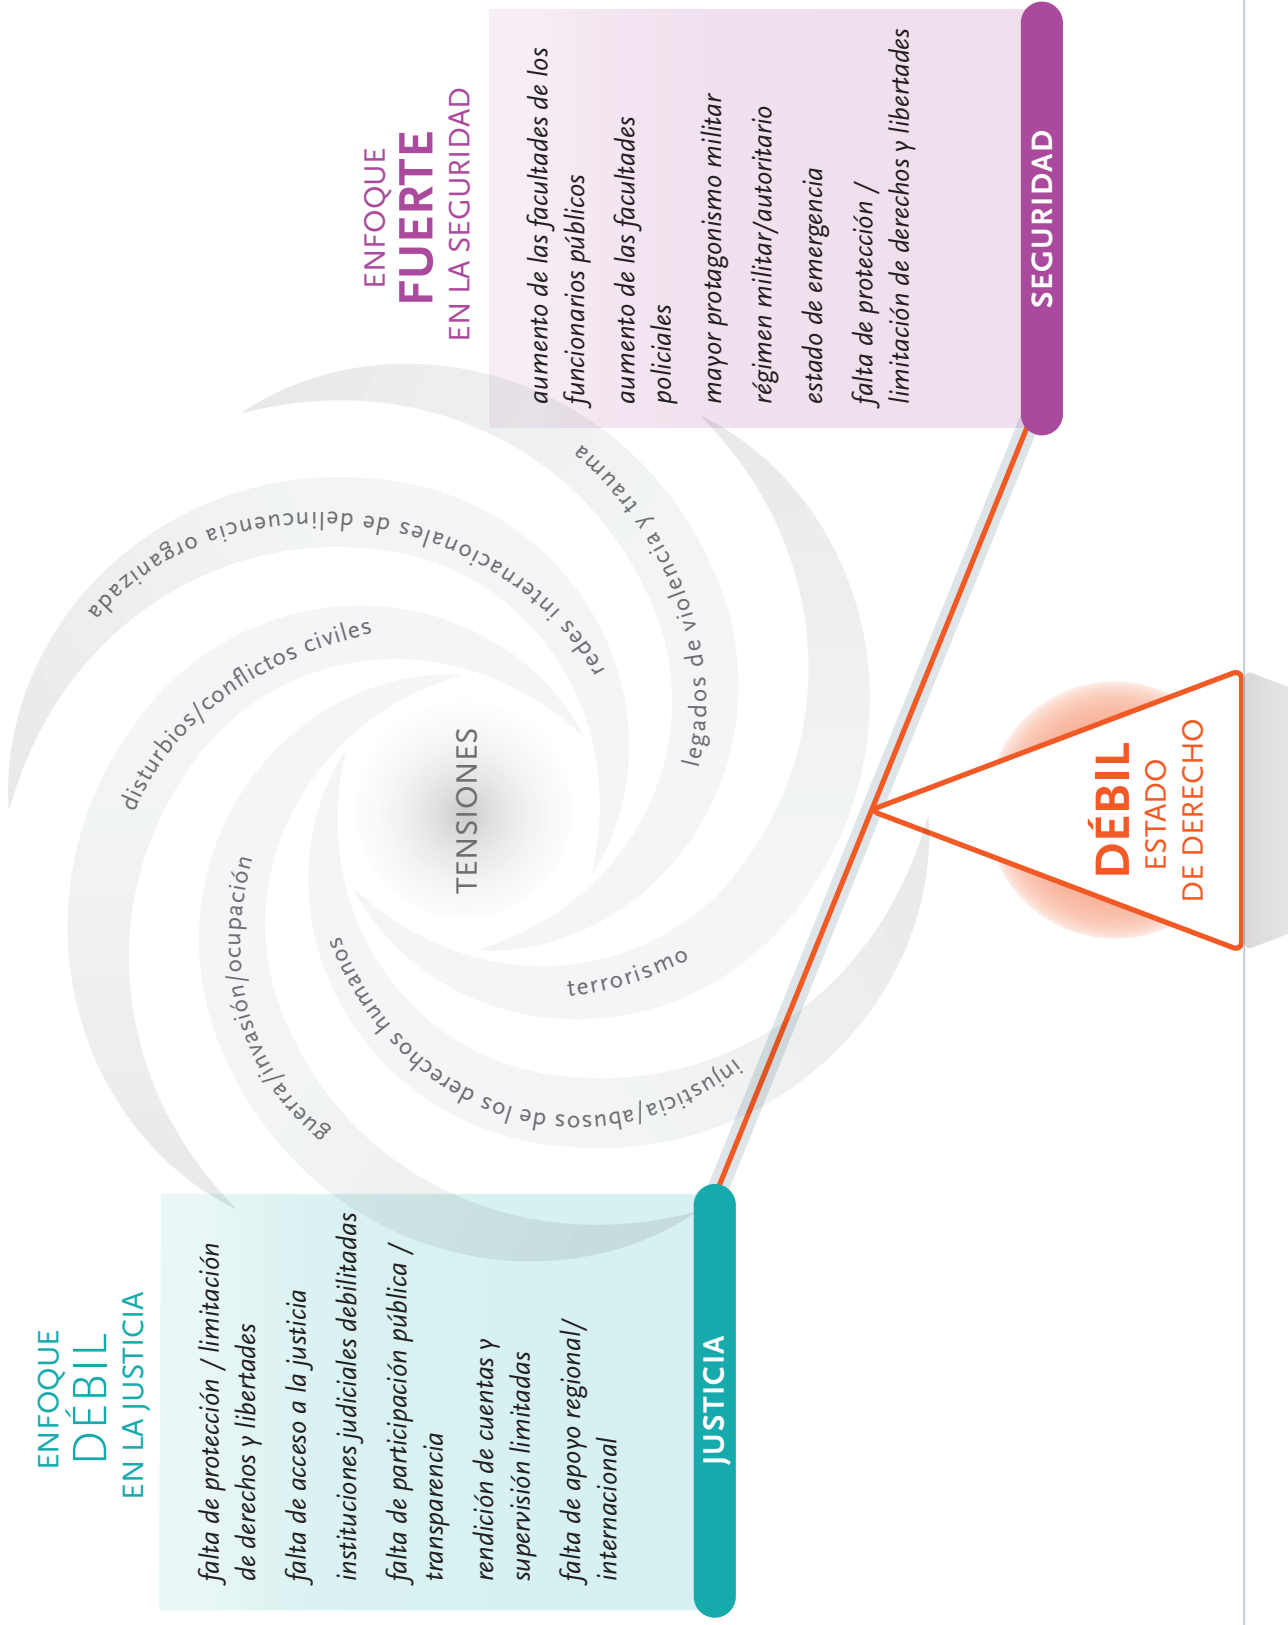 ENFOQUE
DÉBIL
EN LA JUSTICIA
falta de protección / limitación
de derechos y libertades
falta de acceso a la justicia
instituciones judiciales debilitadas
falta de participación pública /
transparencia
rendición de cuentas y
supervisión limitadas
falta de apoyo regional/
internacional
JUSTICIA
TENSIONES
guerra/invasión/ocupación
disturbios/conflictos civiles
redes internacionales de delincuencia organizada
injusticia/abusos de los derechos humanos
terrorismo
legados de violencia y trauma
ENFOQUE
FUERTE
EN LA SEGURIDAD
aumento de las facultades de los
funcionarios públicos
aumento de las facultades
policiales
mayor protagonismo militar
régimen militar/autoritario
estado de emergencia
falta de protección /
limitación de derechos y libertades
SEGURIDAD
DÉBIL
ESTADO
DE DERECHO